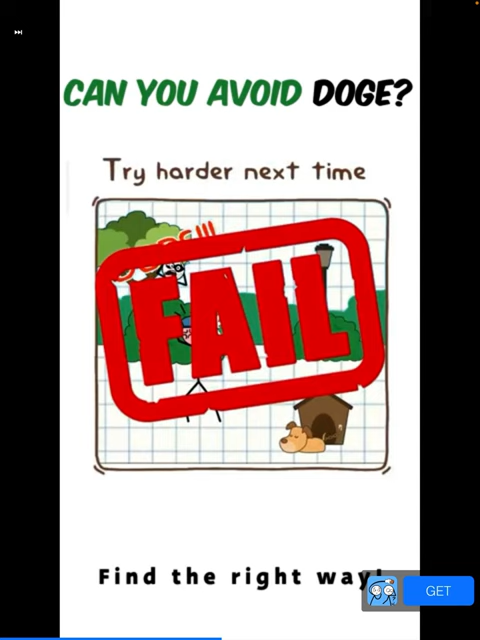 CAN YOU AVOID DOGE?
Try harder next time
FAIL
Find the right way!
GET